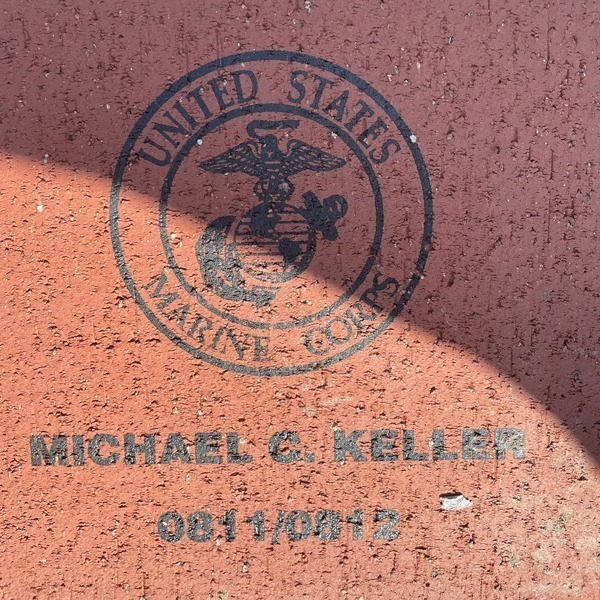 UNITED STATES
MARINE CORPS
MICHAEL C. KELLER
0811/0812